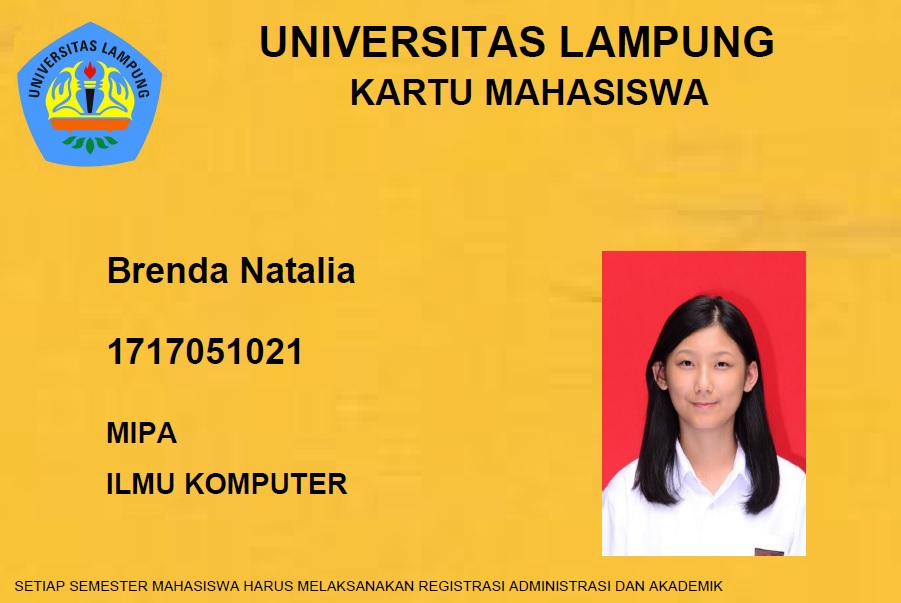 UNIVERSITAS LAMPUNG
UNIVERSITAS LAMPUNG
KARTU MAHASISWA
Brenda Natalia
1717051021
MIPA
ILMU KOMPUTER
SETIAP SEMESTER MAHASISWA HARUS MELAKSANAKAN REGISTRASI ADMINISTRASI DAN AKADEMIK